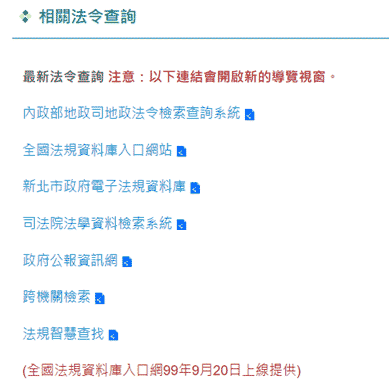 相關法令查詢
最新法令查詢 注意：以下連結會開啟新的導覽視窗。
內政部地政司地政法令檢索查詢系統
全國法規資料庫入口網站
新北市政府電子法規資料庫
司法院法學資料檢索系統
政府公報資訊網
跨機關檢索
法規智慧查找
(全國法規資料庫入口網99年9月20日上線提供)